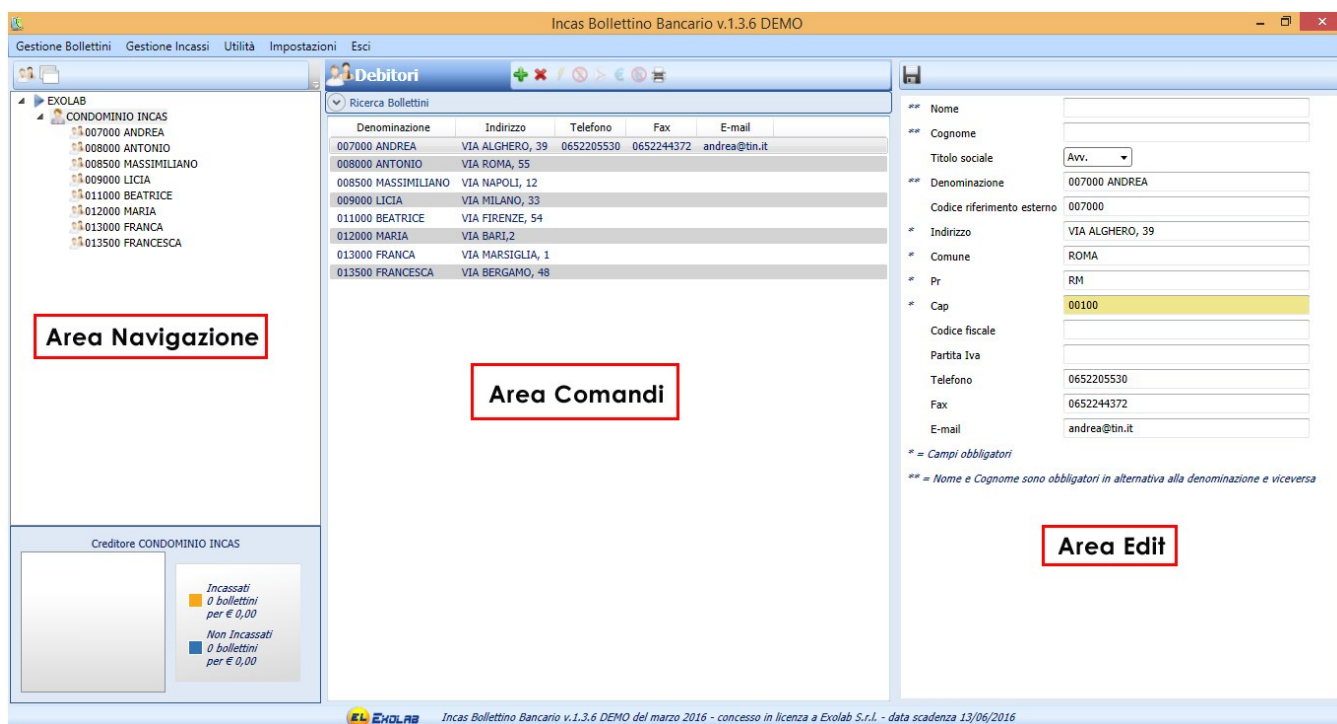 Incas Bollettino Bancario v.1.3.6 DEMO
Gestione Bollettini Gestione Incassi Utilità Impostazioni Esci
Debitori
EXOLAB
CONDOMINIO INCAS
007000 ANDREA
008000 ANTONIO
008500 MASSIMILIANO
009000 LICIA
011000 BEATRICE
012000 MARIA
013000 FRANCA
013500 FRANCESCA
Area Navigazione
Creditore CONDOMINIO INCAS
Incassati
0 bollettini
per € 0,00
Non Incassati
0 bollettini
per € 0,00
Ricerca Bollettini
Denominazione Indirizzo Telefono Fax E-mail
007000 ANDREA VIA ALGHERO, 39 0652205530 0652244372 andrea@tin.it
008000 ANTONIO VIA ROMA, 55
008500 MASSIMILIANO VIA NAPOLI, 12
009000 LICIA VIA MILANO, 33
011000 BEATRICE VIA FIRENZE, 54
012000 MARIA VIA BARI,2
013000 FRANCA VIA MARSIGLIA, 1
013500 FRANCESCA VIA BERGAMO, 48
Area Comandi
** Nome
** Cognome
Titolo sociale Avv.
** Denominazione 007000 ANDREA
Codice riferimento esterno 007000
* Indirizzo VIA ALGHERO, 39
* Comune ROMA
* Pr RM
* Cap 00100
Codice fiscale
Partita Iva
Telefono 0652205530
Fax 0652244372
E-mail andrea@tin.it
* = Campi obbligatori
** = Nome e Cognome sono obbligatori in alternativa alla denominazione e viceversa
Area Edit
EL EXOLAB Incas Bollettino Bancario v.1.3.6 DEMO del marzo 2016 - concesso in licenza a Exolab S.r.l. - data scadenza 13/06/2016